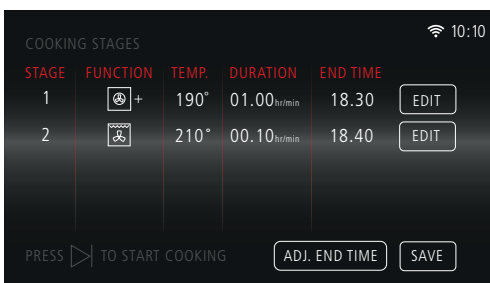 10:10
COOKING STAGES
STAGE FUNCTION TEMP. DURATION END TIME
1 + 190° 01.00hr/min 18.30 EDIT
2 210° 00.10hr/min 18.40 EDIT
PRESS TO START COOKING ADJ. END TIME SAVE